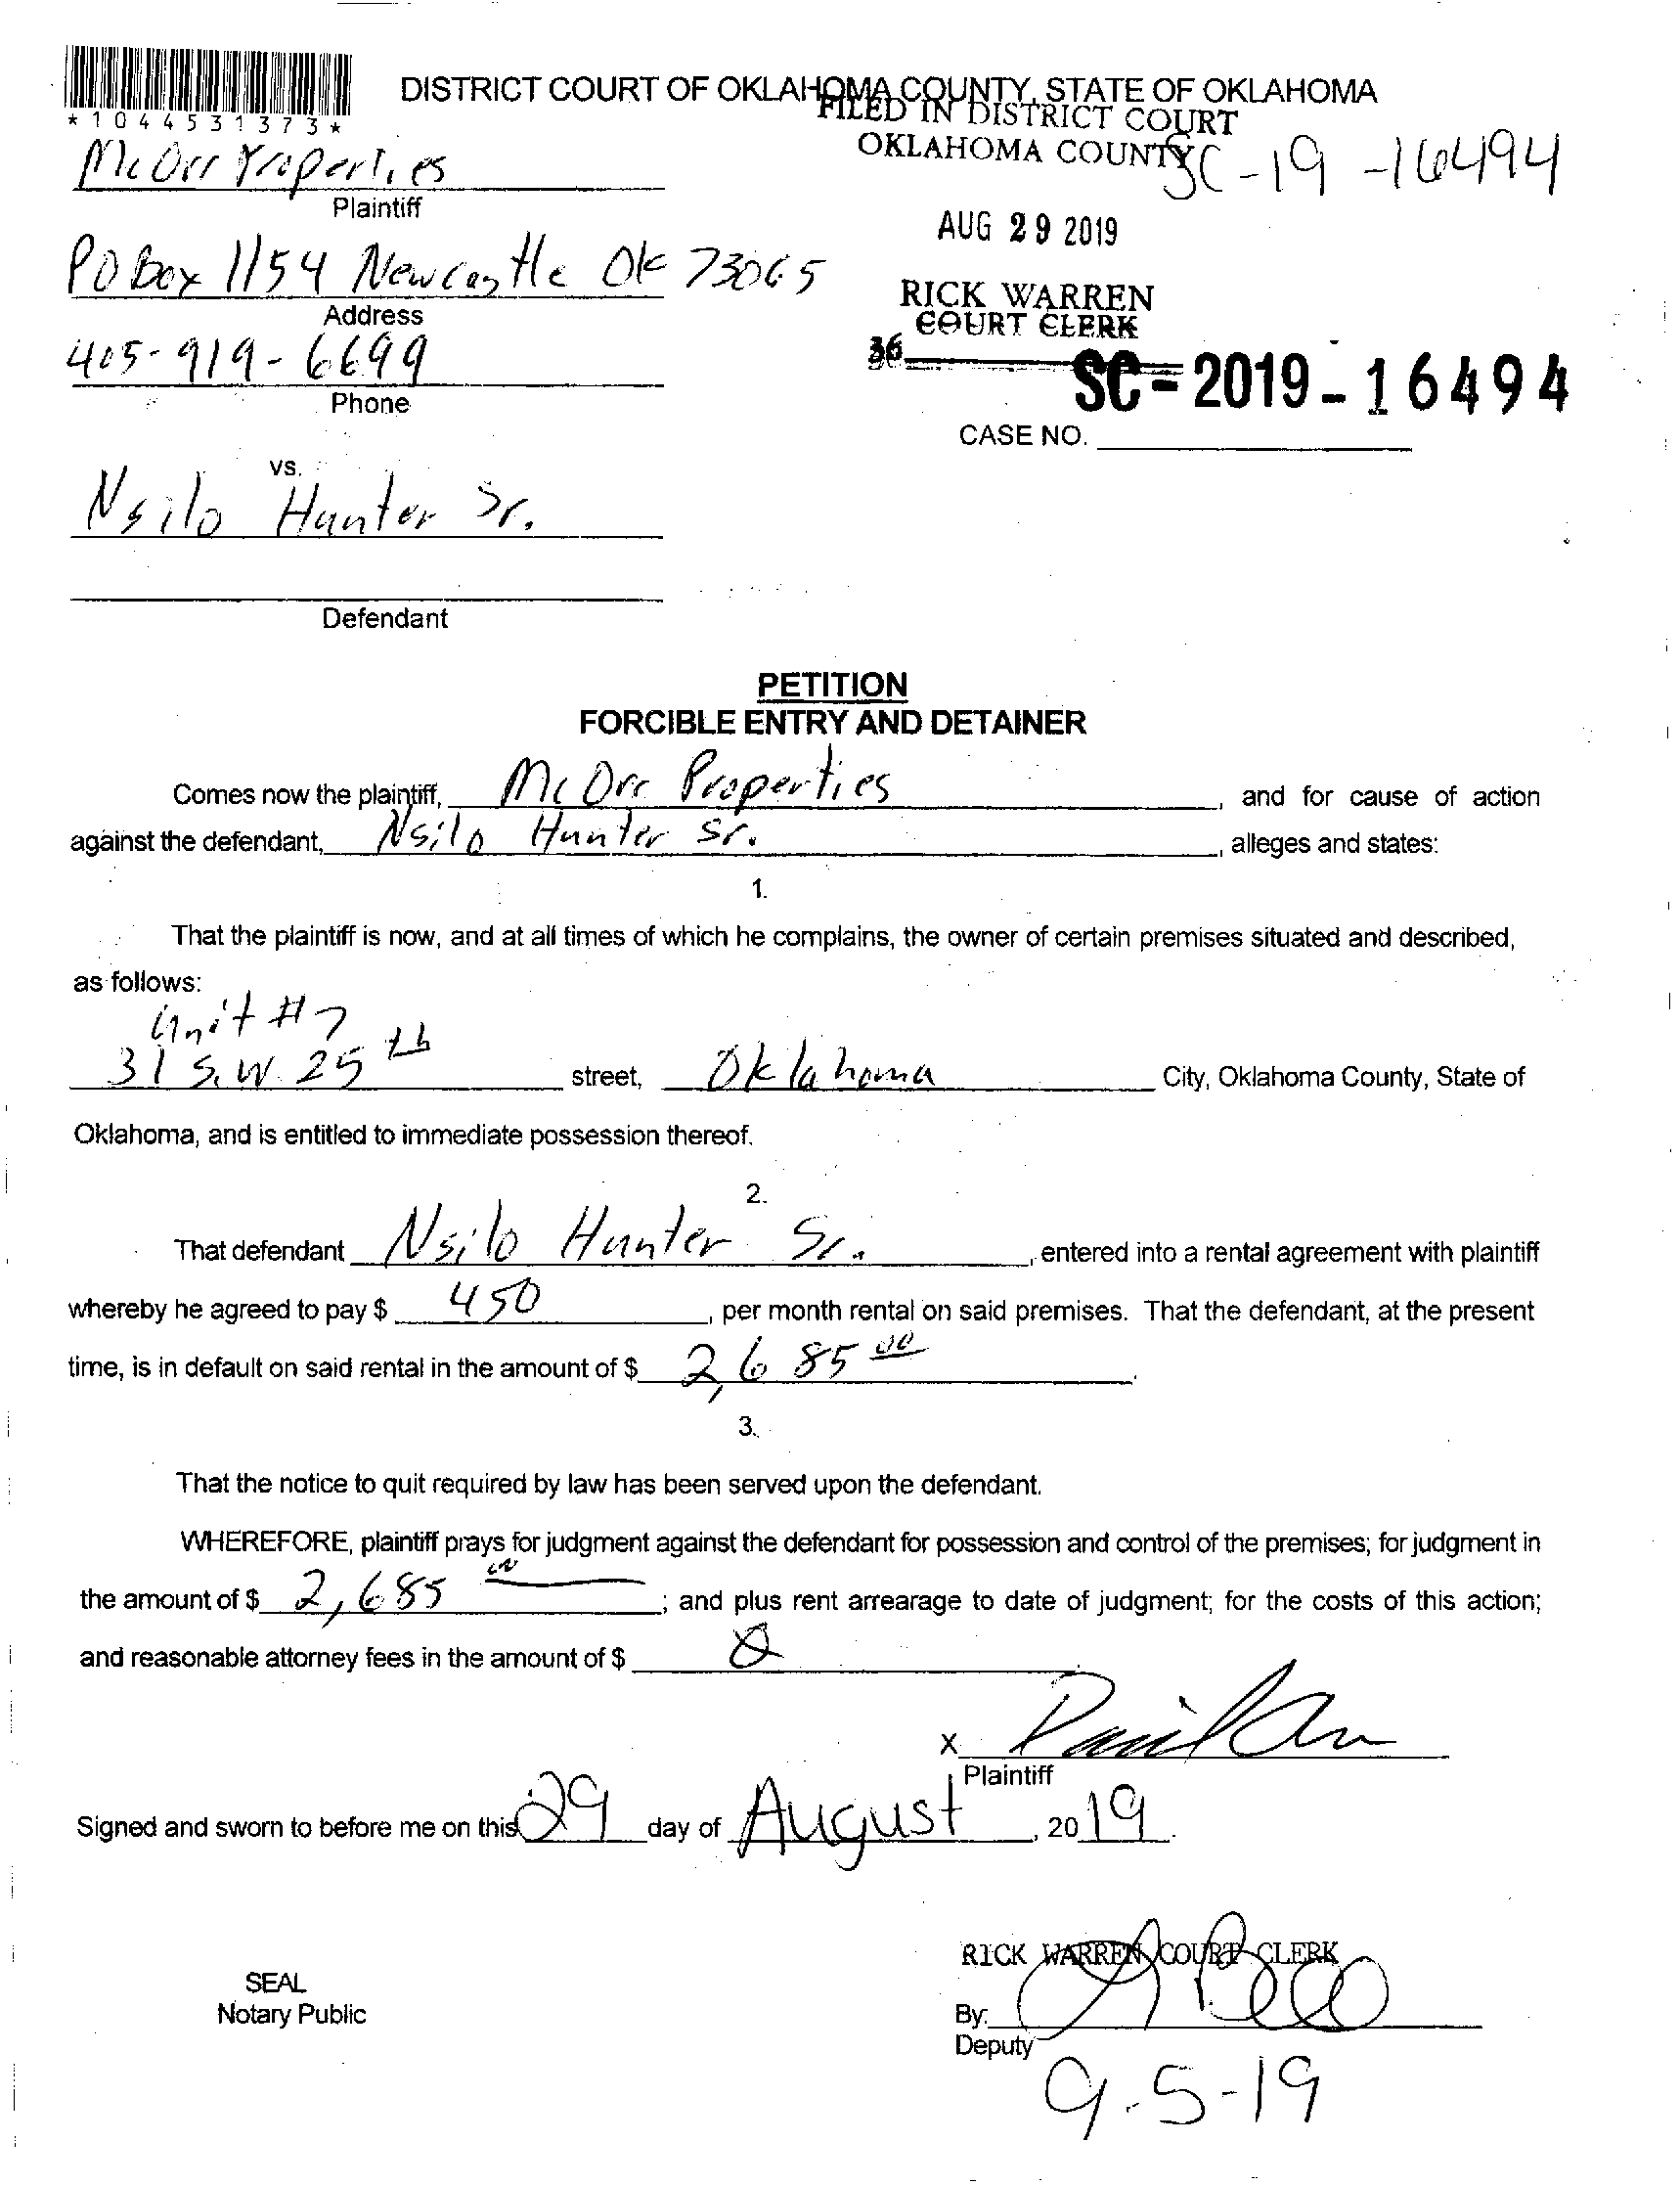 DISTRICT COURT OF OKLAHOMA COUNTY, STATE OF OKLAHOMA
*1044531373*
FILED IN DISTRICT COURT
OKLAHOMA COUNTY
SC-19-16494
McOrr Properties
Plaintiff
AUG 29 2019
PO Box 1154 Newcastle OK 73065
Address
RICK WARREN
COURT CLERK
405-919-6699
Phone
36
SC-2019-16494
CASE NO.
vs.
Nsilo Hunter Sr.
Defendant
PETITION
FORCIBLE ENTRY AND DETAINER
Comes now the plaintiff, McOrr Properties, and for cause of action
against the defendant, Nsilo Hunter Sr., alleges and states:
1.
That the plaintiff is now, and at all times of which he complains, the owner of certain premises situated and described,
as follows:
Unit #7
31 S.W. 25th street, Oklahoma City, Oklahoma County, State of
Oklahoma, and is entitled to immediate possession thereof.
2.
That defendant Nsilo Hunter Sr., entered into a rental agreement with plaintiff
whereby he agreed to pay $ 450, per month rental on said premises. That the defendant, at the present
time, is in default on said rental in the amount of $ 2,685 00.
3.
That the notice to quit required by law has been served upon the defendant.
WHEREFORE, plaintiff prays for judgment against the defendant for possession and control of the premises; for judgment in
the amount of $ 2,685 00; and plus rent arrearage to date of judgment; for the costs of this action;
and reasonable attorney fees in the amount of $
X
Plaintiff
Signed and sworn to before me on this 29 day of August, 2019.
RICK WARREN COURT CLERK
SEAL
Notary Public
By:
Deputy
9-5-19